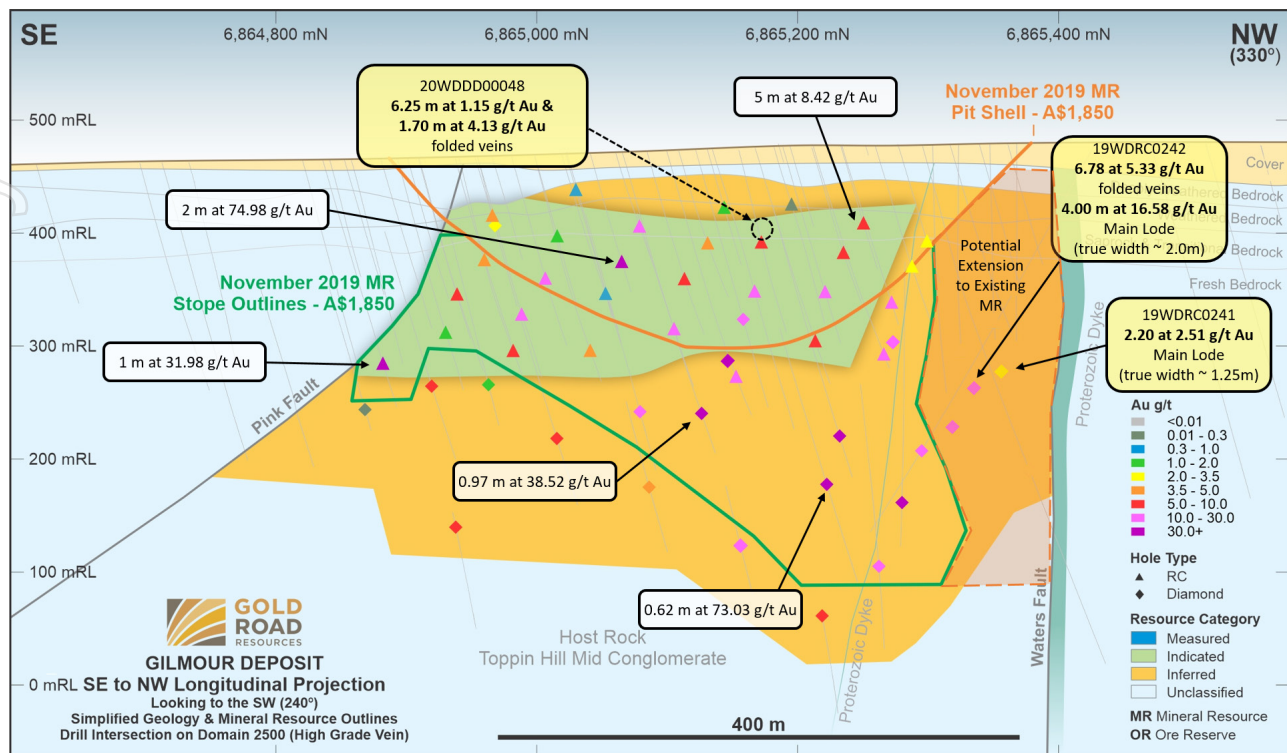 SE
6,864,800 mN
6,865,000 mN
6,865,200 mN
6,865,400 mN
NW
(330°)
20WDDD00048
6.25 m at 1.15 g/t Au &
1.70 m at 4.13 g/t Au
folded veins
5 m at 8.42 g/t Au
November 2019 MR
Pit Shell - A$1,850
500 mRL
400 mRL
300 mRL
200 mRL
100 mRL
0 mRL
19WDRC0242
6.78 at 5.33 g/t Au
folded veins
4.00 m at 16.58 g/t Au
Main Lode
(true width ~ 2.0m)
Cover
Bedrock
Bedrock
Bedrock
Fresh Bedrock
2 m at 74.98 g/t Au
November 2019 MR
Stope Outlines - A$1,850
Potential
Extension
to Existing
MR
19WDRC0241
2.20 at 2.51 g/t Au
Main Lode
(true width ~ 1.25m)
1 m at 31.98 g/t Au
Pink Fault
0.97 m at 38.52 g/t Au
0.62 m at 73.03 g/t Au
Proterozoic Dyke
Proterozoic Dyke
Waters Fault
Host Rock
Toppin Hill Mid Conglomerate
400 m
Au g/t
<0.01
0.01 - 0.3
0.3 - 1.0
1.0 - 2.0
2.0 - 3.5
3.5 - 5.0
5.0 - 10.0
10.0 - 30.0
30.0+
Hole Type
RC
Diamond
Resource Category
Measured
Indicated
Inferred
Unclassified
MR Mineral Resource
OR Ore Reserve
GOLD
ROAD
RESOURCES
GILMOUR DEPOSIT
SE to NW Longitudinal Projection
Looking to the SW (240°)
Simplified Geology & Mineral Resource Outlines
Drill Intersection on Domain 2500 (High Grade Vein)